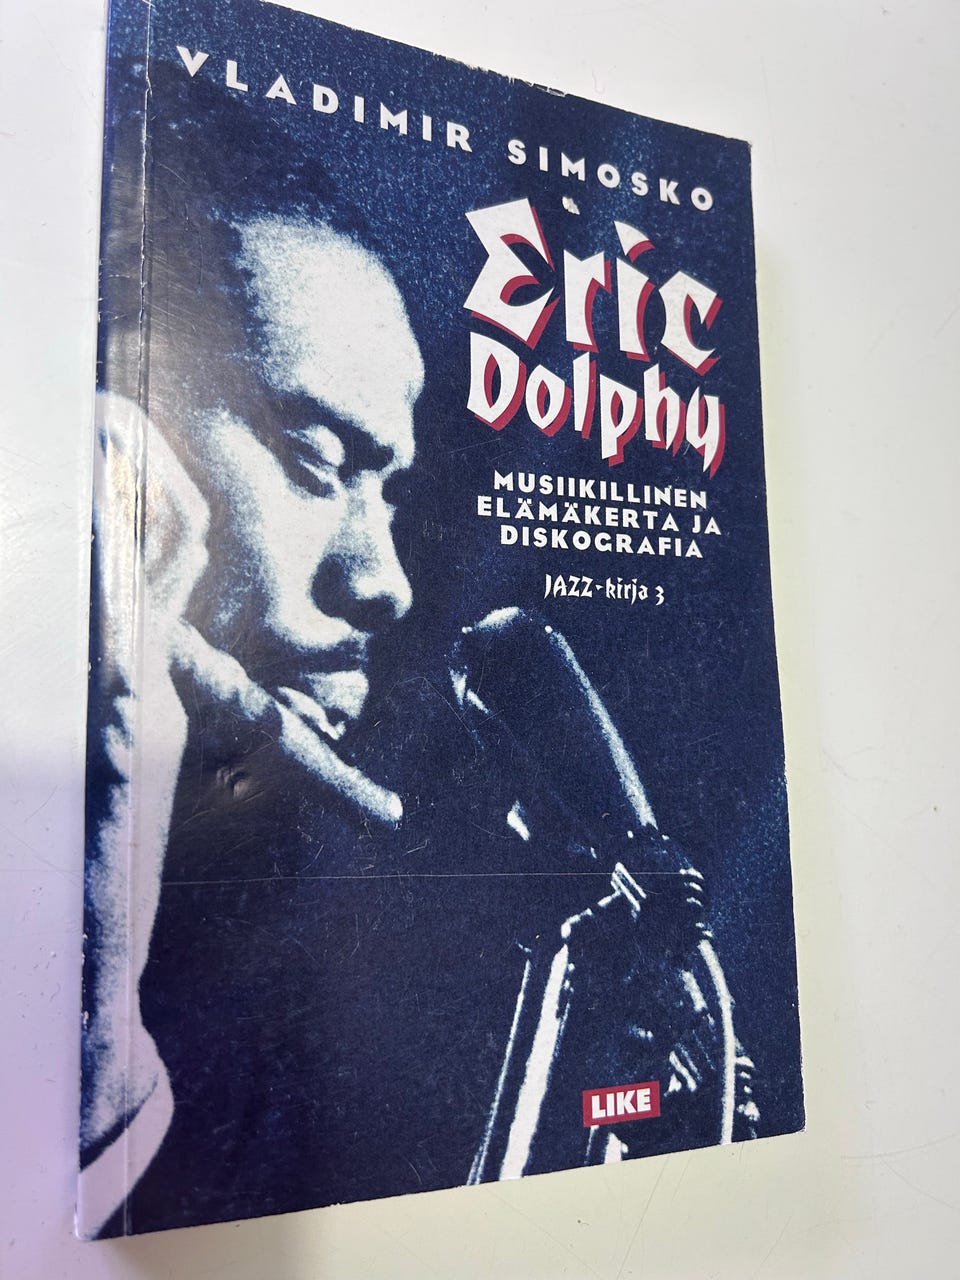 VLADIMIR SIMOSKO
Eric
Dolphy
MUSIIKILLINEN
ELÄMÄKERTA JA
DISKOGRAFIA
JAZZ-kirja 3
LIKE